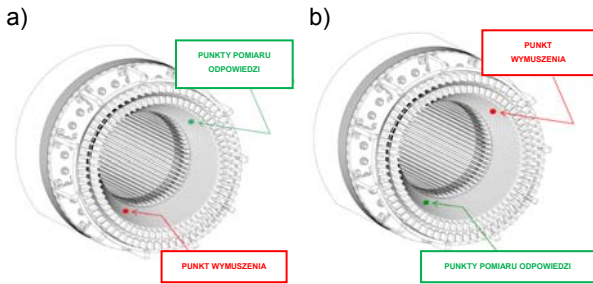 a)
PUNKTY POMIARU
ODPOWIEDZI
PUNKT WYMUSZENIA
b)
PUNKT
WYMUSZENIA
PUNKTY POMIARU ODPOWIEDZI